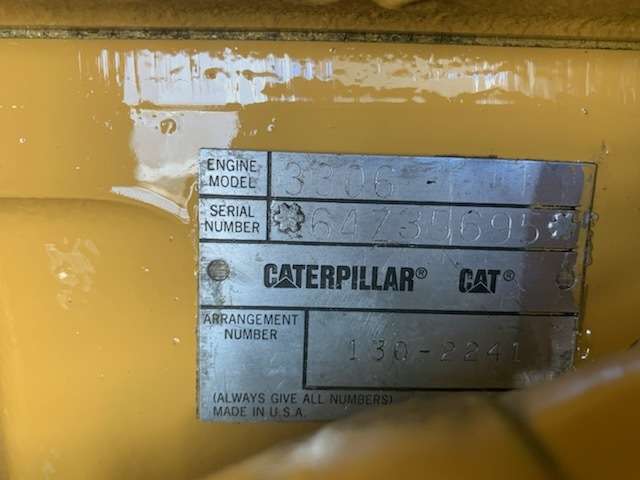 ENGINE MODEL 3306
SERIAL NUMBER *64Z35695*
CATERPILLAR® CAT®
ARRANGEMENT NUMBER 130-2241
(ALWAYS GIVE ALL NUMBERS)
MADE IN U.S.A.